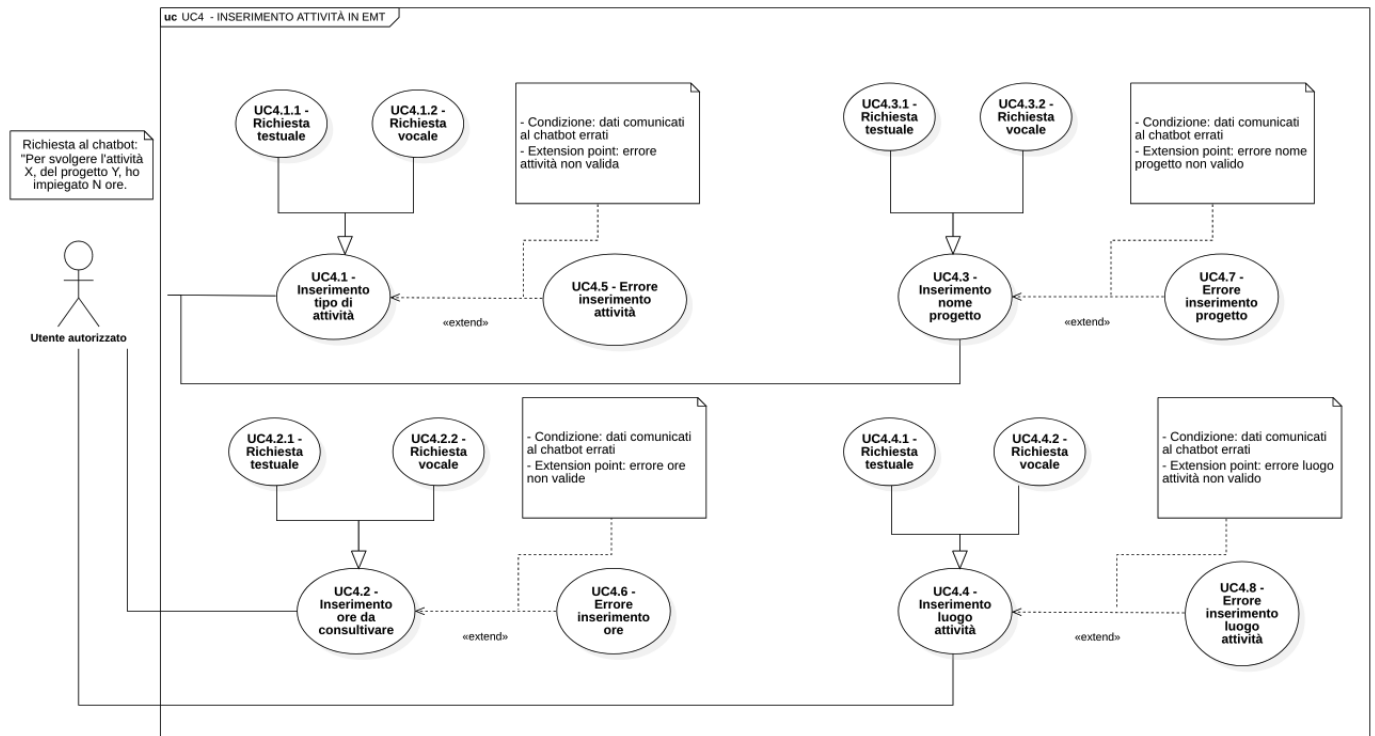 uc UC4 - INSERIMENTO ATTIVITÀ IN EMT
Richiesta al chatbot:
"Per svolgere l'attività
X, del progetto Y, ho
impiegato N ore.
Utente autorizzato
UC4.1.1 -
Richiesta
testuale
UC4.1.2 -
Richiesta
vocale
- Condizione: dati comunicati
al chatbot errati
- Extension point: errore
attività non valida
UC4.1 -
Inserimento
tipo di
attività
«extend»
UC4.5 - Errore
inserimento
attività
UC4.3.1 -
Richiesta
testuale
UC4.3.2 -
Richiesta
vocale
- Condizione: dati comunicati
al chatbot errati
- Extension point: errore nome
progetto non valido
UC4.3 -
Inserimento
nome
progetto
«extend»
UC4.7 -
Errore
inserimento
progetto
UC4.2.1 -
Richiesta
testuale
UC4.2.2 -
Richiesta
vocale
- Condizione: dati comunicati
al chatbot errati
- Extension point: errore ore
non valide
UC4.2 -
Inserimento
ore da
consultivare
«extend»
UC4.6 -
Errore
inserimento
ore
UC4.4.1 -
Richiesta
testuale
UC4.4.2 -
Richiesta
vocale
- Condizione: dati comunicati
al chatbot errati
- Extension point: errore luogo
attività non valido
UC4.4 -
Inserimento
luogo
attività
«extend»
UC4.8 -
Errore
inserimento
luogo
attività